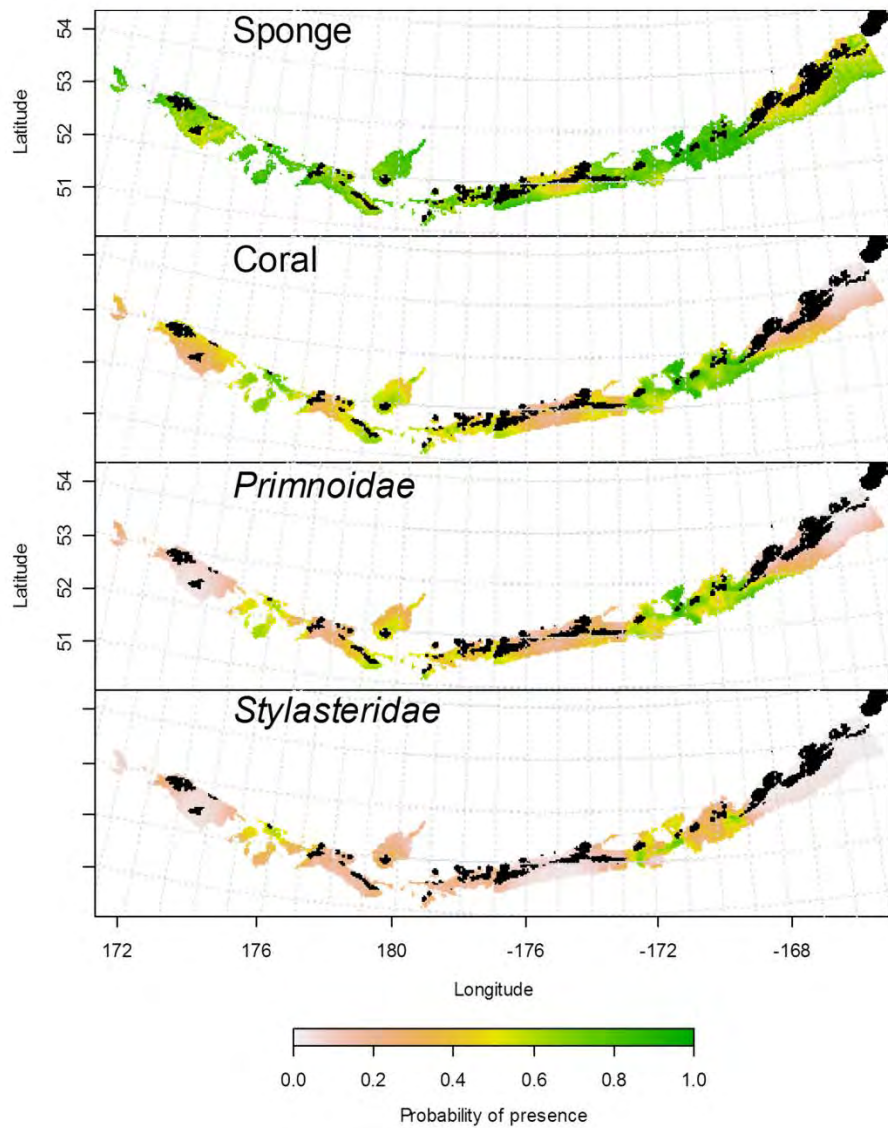 Sponge
54
53
52
51
Latitude
Coral
Primnoidae
54
53
52
51
Latitude
Stylasteridae
172 176 180 -176 -172 -168
Longitude
0.0 0.2 0.4 0.6 0.8 1.0
Probability of presence